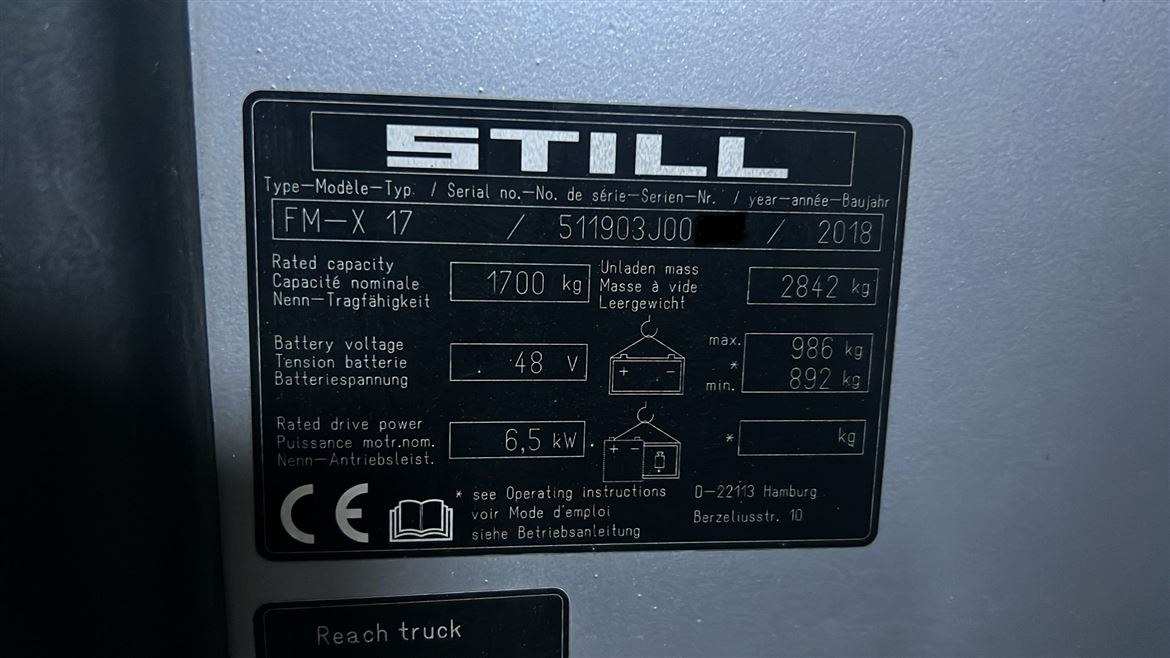 STILL
Type-Modèle-Typ. / Serial no.-No. de série-Serien-Nr. / year-année-Baujahr
FM-X 17 / 511903J00 / 2018
Rated capacity
Capacité nominale
Nenn-Tragfähigkeit
1700 kg
Unladen mass
Masse à vide
Leergewicht
2842 kg
Battery voltage
Tension batterie
Batteriespannung
48 V
+ -
max. 986 kg
*
min. 892 kg
Rated drive power
Puissance motr.nom.
Nenn-Antriebsleist.
6,5 kW
+ -
* kg
CE
* see Operating instructions
voir Mode d'emploi
siehe Betriebsanleitung
D-22113 Hamburg
Berzeliusstr. 10
Reach truck